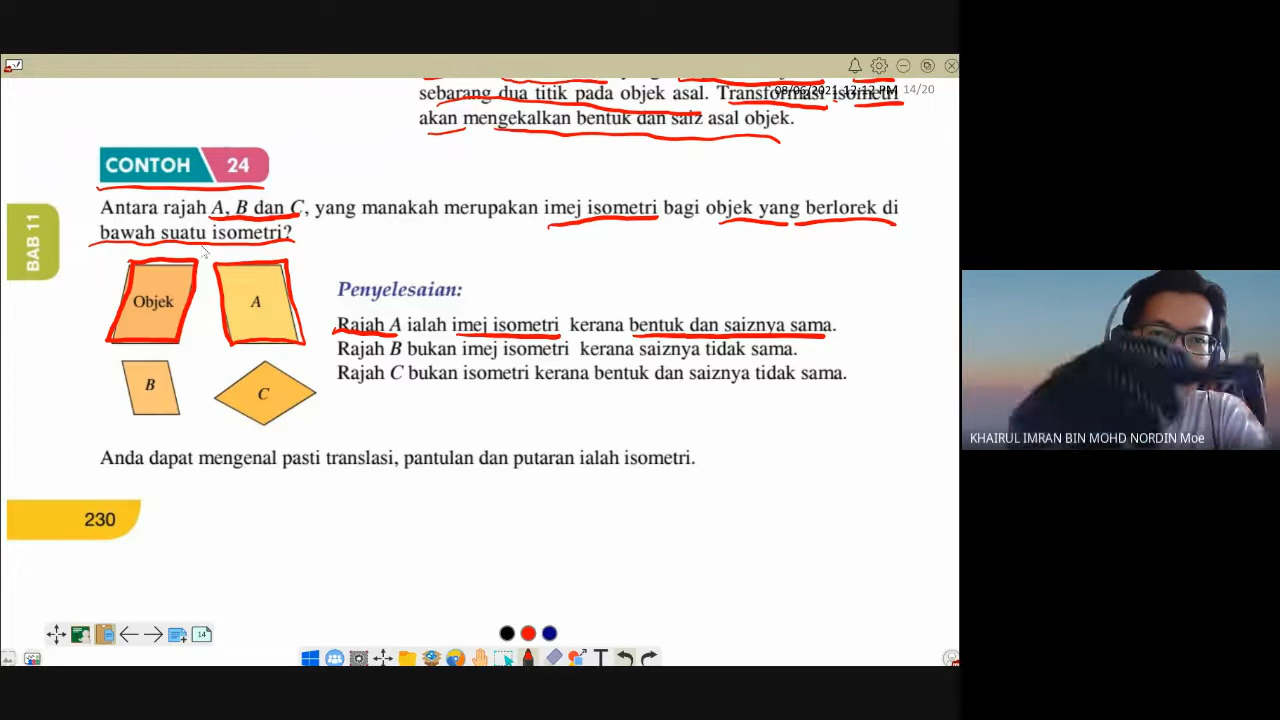 sebarang dua titik pada objek asal. Transformasi isometri
08/06/2021 12:12 PM 14/20
akan mengekalkan bentuk dan saiz asal objek.
CONTOH 24
Antara rajah A, B dan C, yang manakah merupakan imej isometri bagi objek yang berlorek di
bawah suatu isometri?
BAB 11
Objek
A
B
C
Penyelesaian:
Rajah A ialah imej isometri kerana bentuk dan saiznya sama.
Rajah B bukan imej isometri kerana saiznya tidak sama.
Rajah C bukan isometri kerana bentuk dan saiznya tidak sama.
Anda dapat mengenal pasti translasi, pantulan dan putaran ialah isometri.
230
14
T
KHAIRUL IMRAN BIN MOHD NORDIN Moe